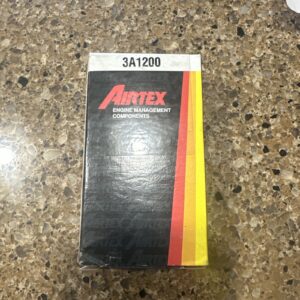 3A1200
AIRTEX
ENGINE MANAGEMENT
COMPONENTS